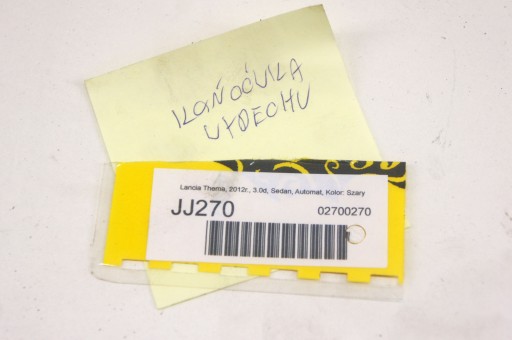 KOŃCÓWKA
WYDECHU
Lancia Thema, 2012r., 3.0d, Sedan, Automat, Kolor: Szary
JJ270
02700270